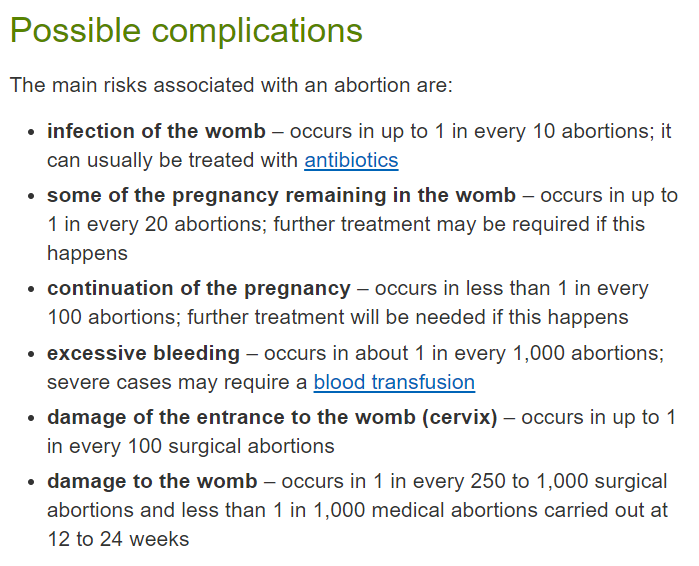 Possible complications
The main risks associated with an abortion are:
• infection of the womb – occurs in up to 1 in every 10 abortions; it
can usually be treated with antibiotics
• some of the pregnancy remaining in the womb – occurs in up to
1 in every 20 abortions; further treatment may be required if this
happens
• continuation of the pregnancy – occurs in less than 1 in every
100 abortions; further treatment will be needed if this happens
• excessive bleeding – occurs in about 1 in every 1,000 abortions;
severe cases may require a blood transfusion
• damage of the entrance to the womb (cervix) – occurs in up to 1
in every 100 surgical abortions
• damage to the womb – occurs in 1 in every 250 to 1,000 surgical
abortions and less than 1 in 1,000 medical abortions carried out at
12 to 24 weeks